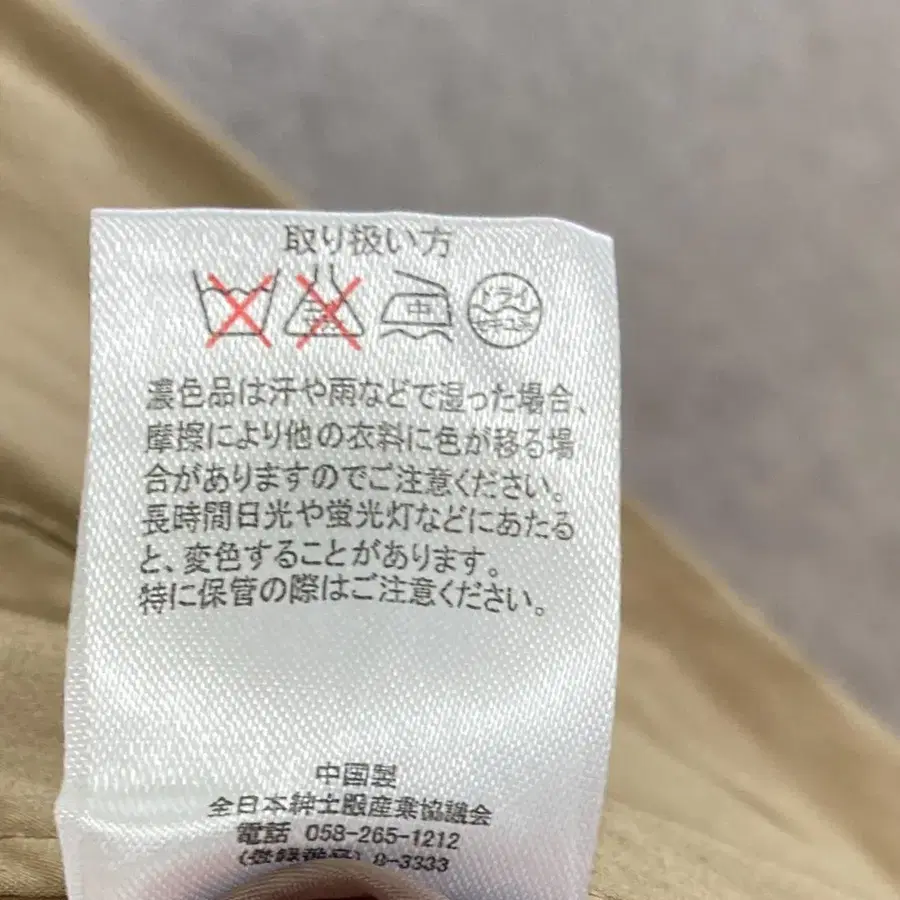 取り扱い方
中 ドライ
濃色品は汗や雨などで湿った場合、
摩擦により他の衣料に色が移る場
合がありますのでご注意ください。
長時間日光や蛍光灯などにあたる
と、変色することがあります。
特に保管の際はご注意ください。
中国製
全日本紳士服産業協議会
電話 058-265-1212
(登録番号) 8-3333